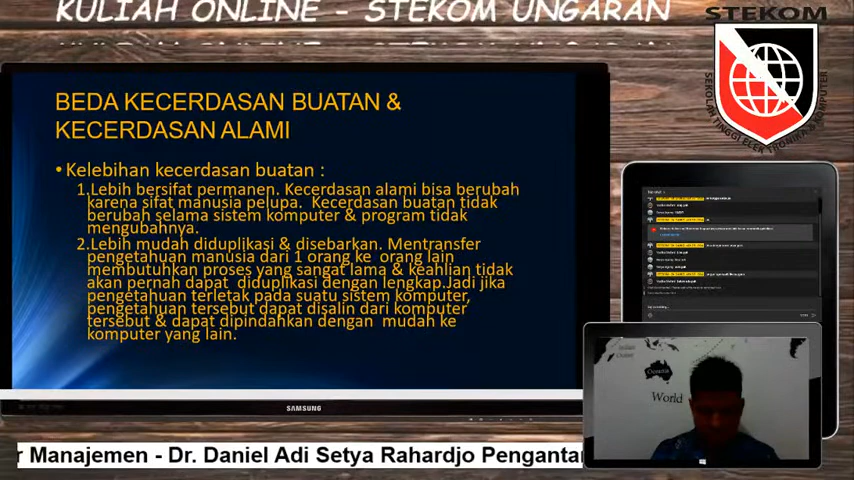 KULIAH ONLINE - STEKOM UNGARAN
STEKOM
SEKOLAH TINGGI ELEKTRONIKA & KOMPUTER
BEDA KECERDASAN BUATAN &
KECERDASAN ALAMI
• Kelebihan kecerdasan buatan :
1.Lebih bersifat permanen. Kecerdasan alami bisa berubah
karena sifat manusia pelupa. Kecerdasan buatan tidak
berubah selama sistem komputer & program tidak
mengubahnya.
2.Lebih mudah diduplikasi & disebarkan. Mentransfer
pengetahuan manusia dari 1 orang ke orang lain
membutuhkan proses yang sangat lama & keahlian tidak
akan pernah dapat diduplikasi dengan lengkap.Jadi jika
pengetahuan terletak pada suatu sistem komputer,
pengetahuan tersebut dapat disalin dari komputer
tersebut & dapat dipindahkan dengan mudah ke
komputer yang lain.
SAMSUNG
Oceania
World
r Manajemen - Dr. Daniel Adi Setya Rahardjo Pengantar